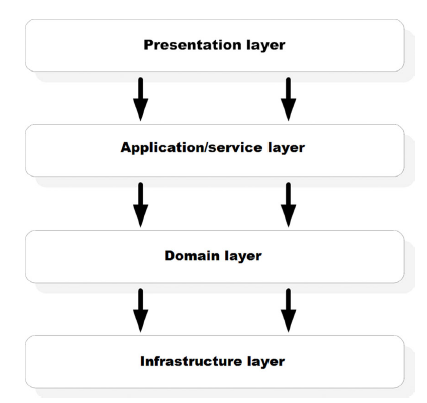 Presentation layer
Application/service layer
Domain layer
Infrastructure layer